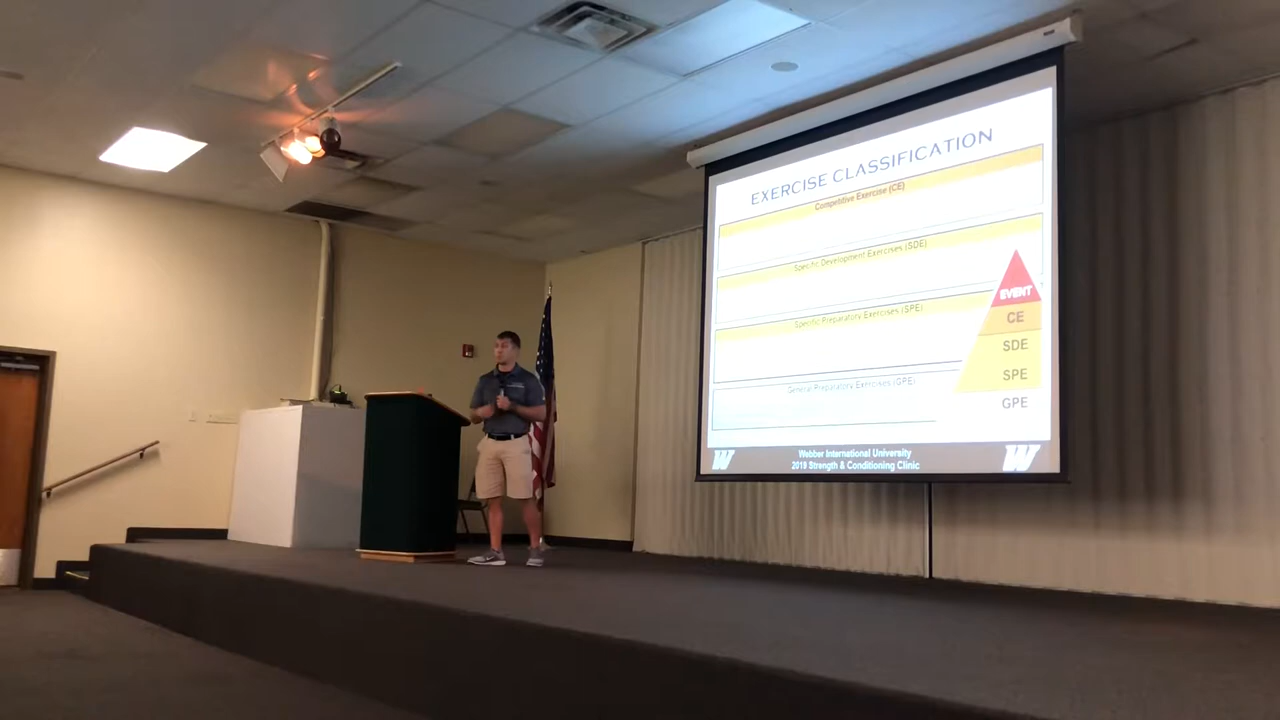 EXERCISE CLASSIFICATION
Competitive Exercise (CE)
Specific Development Exercises (SDE)
Specific Preparatory Exercises (SPE)
General Preparatory Exercises (GPE)
EVENT
CE
SDE
SPE
GPE
W
Webber International University
2019 Strength & Conditioning Clinic
W